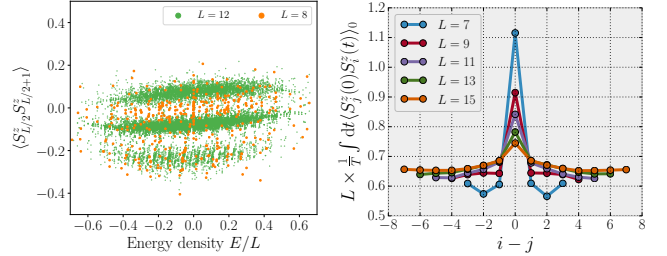 L = 12
L = 8
0.4
0.2
0.0
−0.2
−0.4
⟨S^z_{L/2} S^z_{L/2+1}⟩
−0.6 −0.4 −0.2 0.0 0.2 0.4 0.6
Energy density E/L
1.2
1.1
1.0
0.9
0.8
0.7
0.6
0.5
L × 1/T ∫ dt⟨S^z_j(0)S^z_i(t)⟩_0
L = 7
L = 9
L = 11
L = 13
L = 15
−8 −6 −4 −2 0 2 4 6 8
i − j